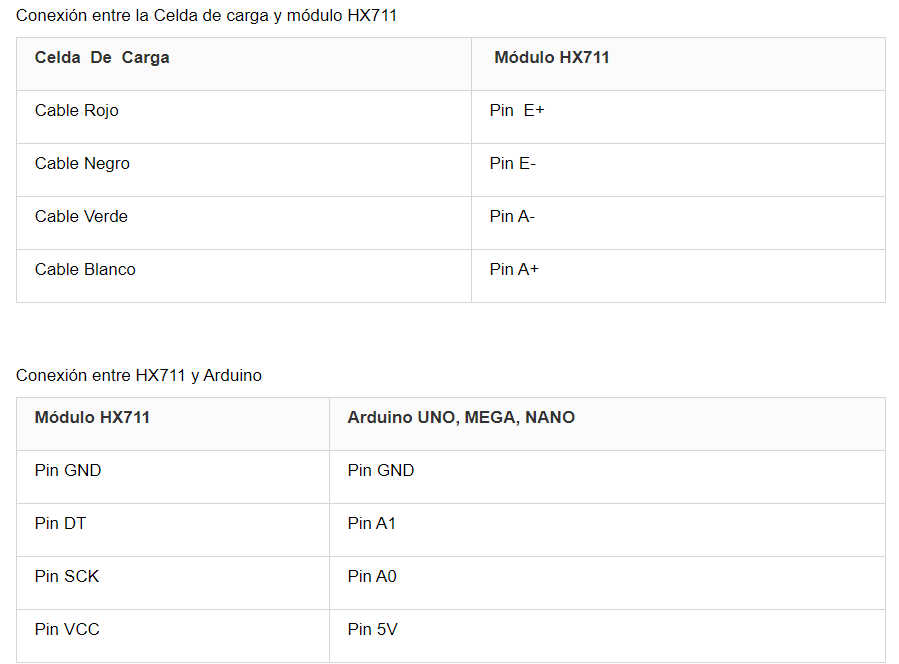 Conexión entre la Celda de carga y módulo HX711
Celda De Carga Módulo HX711
Cable Rojo Pin E+
Cable Negro Pin E-
Cable Verde Pin A-
Cable Blanco Pin A+
Conexión entre HX711 y Arduino
Módulo HX711 Arduino UNO, MEGA, NANO
Pin GND Pin GND
Pin DT Pin A1
Pin SCK Pin A0
Pin VCC Pin 5V